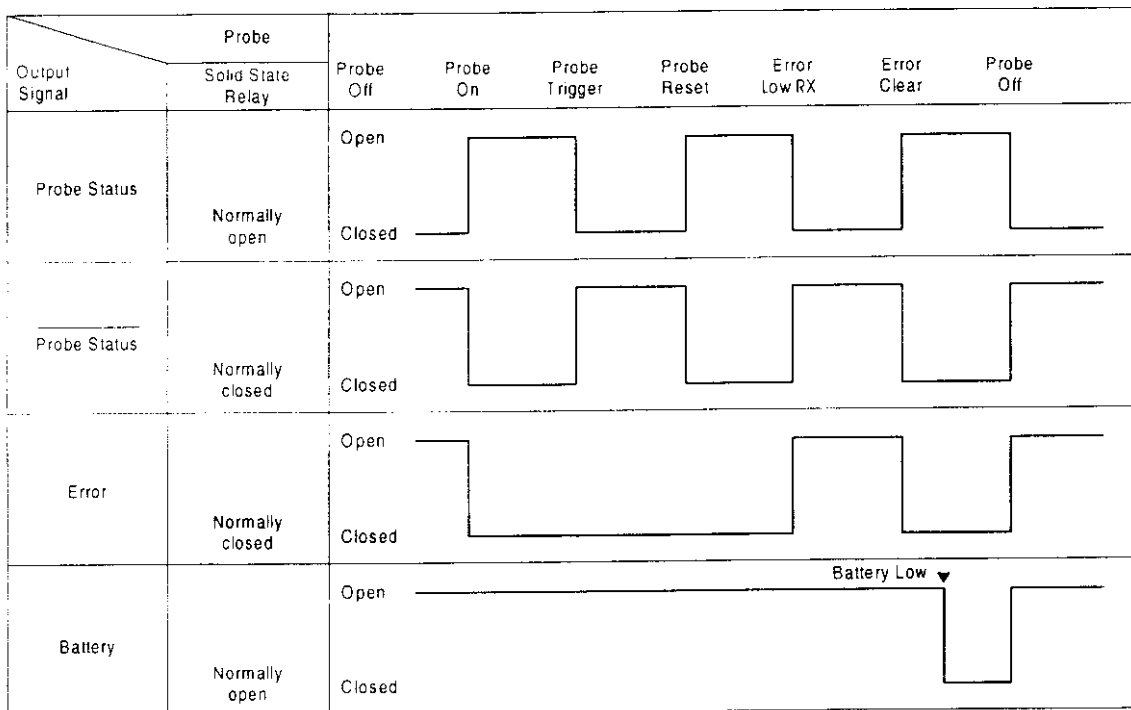 Probe
Output
Signal
Solid State
Relay
Probe
Off
Probe
On
Probe
Trigger
Probe
Reset
Error
Low RX
Error
Clear
Probe
Off
Probe Status
Normally
open
Open
Closed
Probe Status
Normally
closed
Open
Closed
Error
Normally
closed
Open
Closed
Battery
Normally
open
Open
Battery Low
Closed